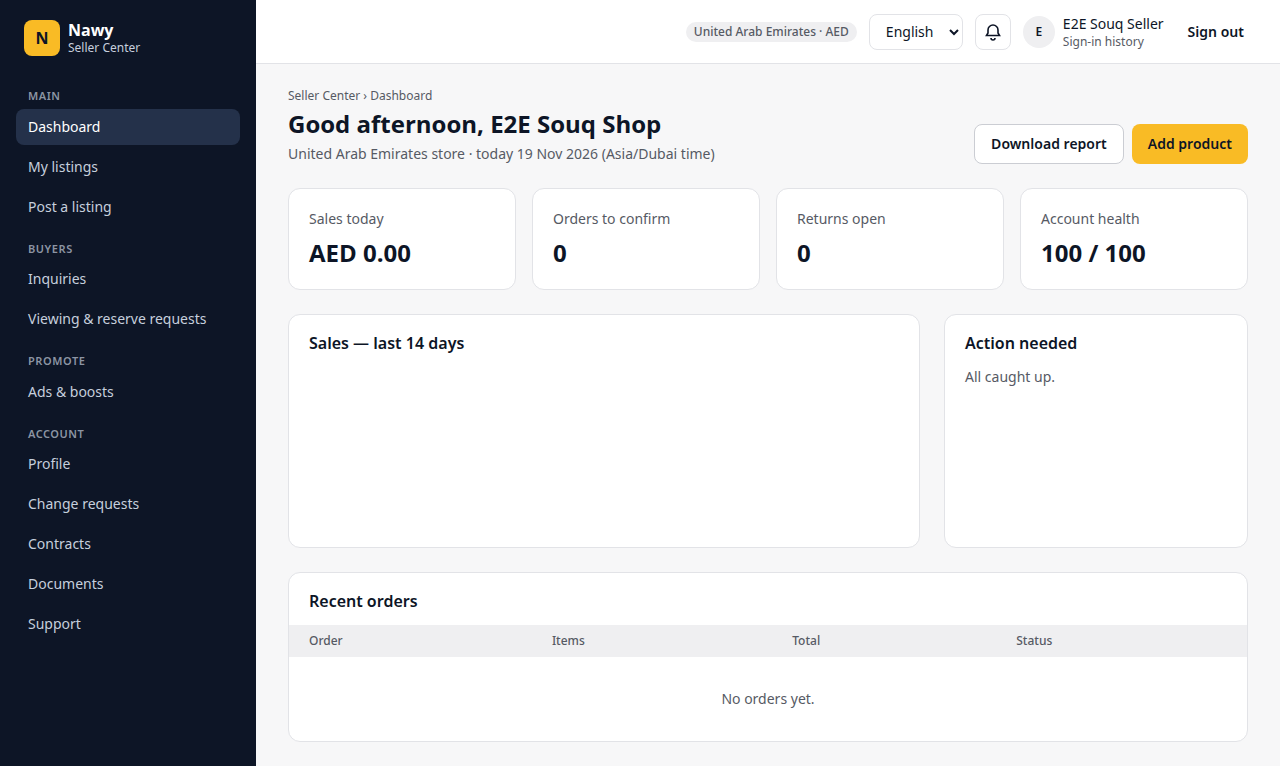 N
Nawy
Seller Center
MAIN
Dashboard
My listings
Post a listing
BUYERS
Inquiries
Viewing & reserve requests
PROMOTE
Ads & boosts
ACCOUNT
Profile
Change requests
Contracts
Documents
Support
United Arab Emirates · AED
English
E
E2E Souq Seller
Sign-in history
Sign out
Seller Center › Dashboard
Good afternoon, E2E Souq Shop
United Arab Emirates store · today 19 Nov 2026 (Asia/Dubai time)
Download report
Add product
Sales today
AED 0.00
Orders to confirm
0
Returns open
0
Account health
100 / 100
Sales — last 14 days
Action needed
All caught up.
Recent orders
Order Items Total Status
No orders yet.